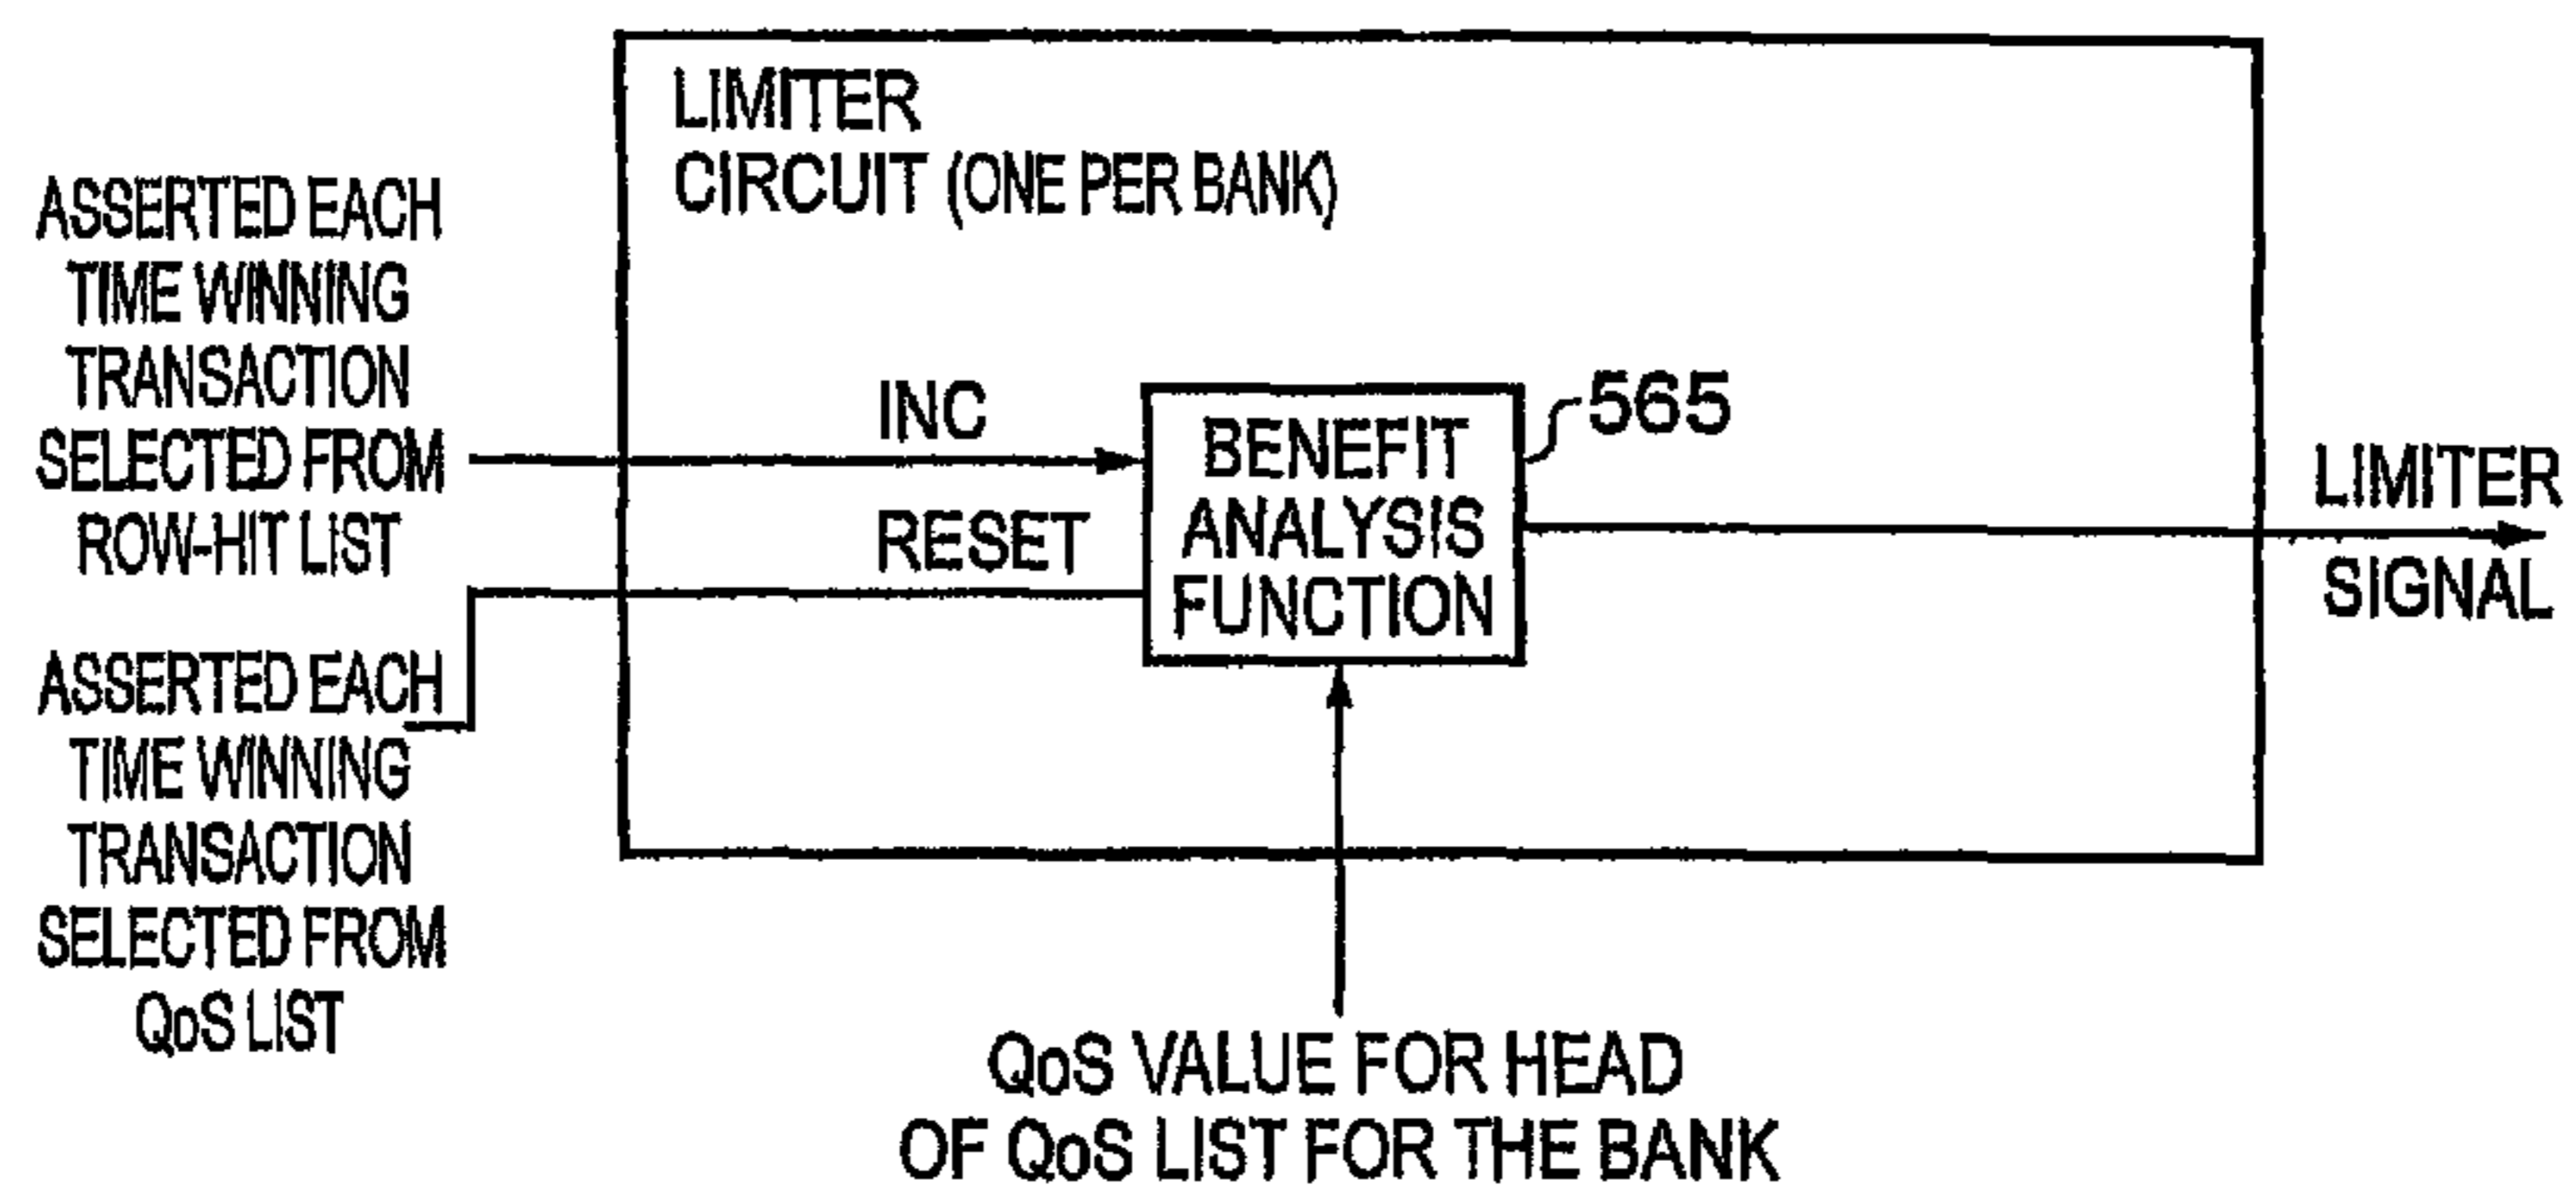 LIMITER
CIRCUIT (ONE PER BANK)
ASSERTED EACH
TIME WINNING
TRANSACTION
SELECTED FROM
ROW-HIT LIST
INC
RESET
BENEFIT
ANALYSIS
FUNCTION
565
LIMITER
SIGNAL
ASSERTED EACH
TIME WINNING
TRANSACTION
SELECTED FROM
QoS LIST
QoS VALUE FOR HEAD
OF QoS LIST FOR THE BANK